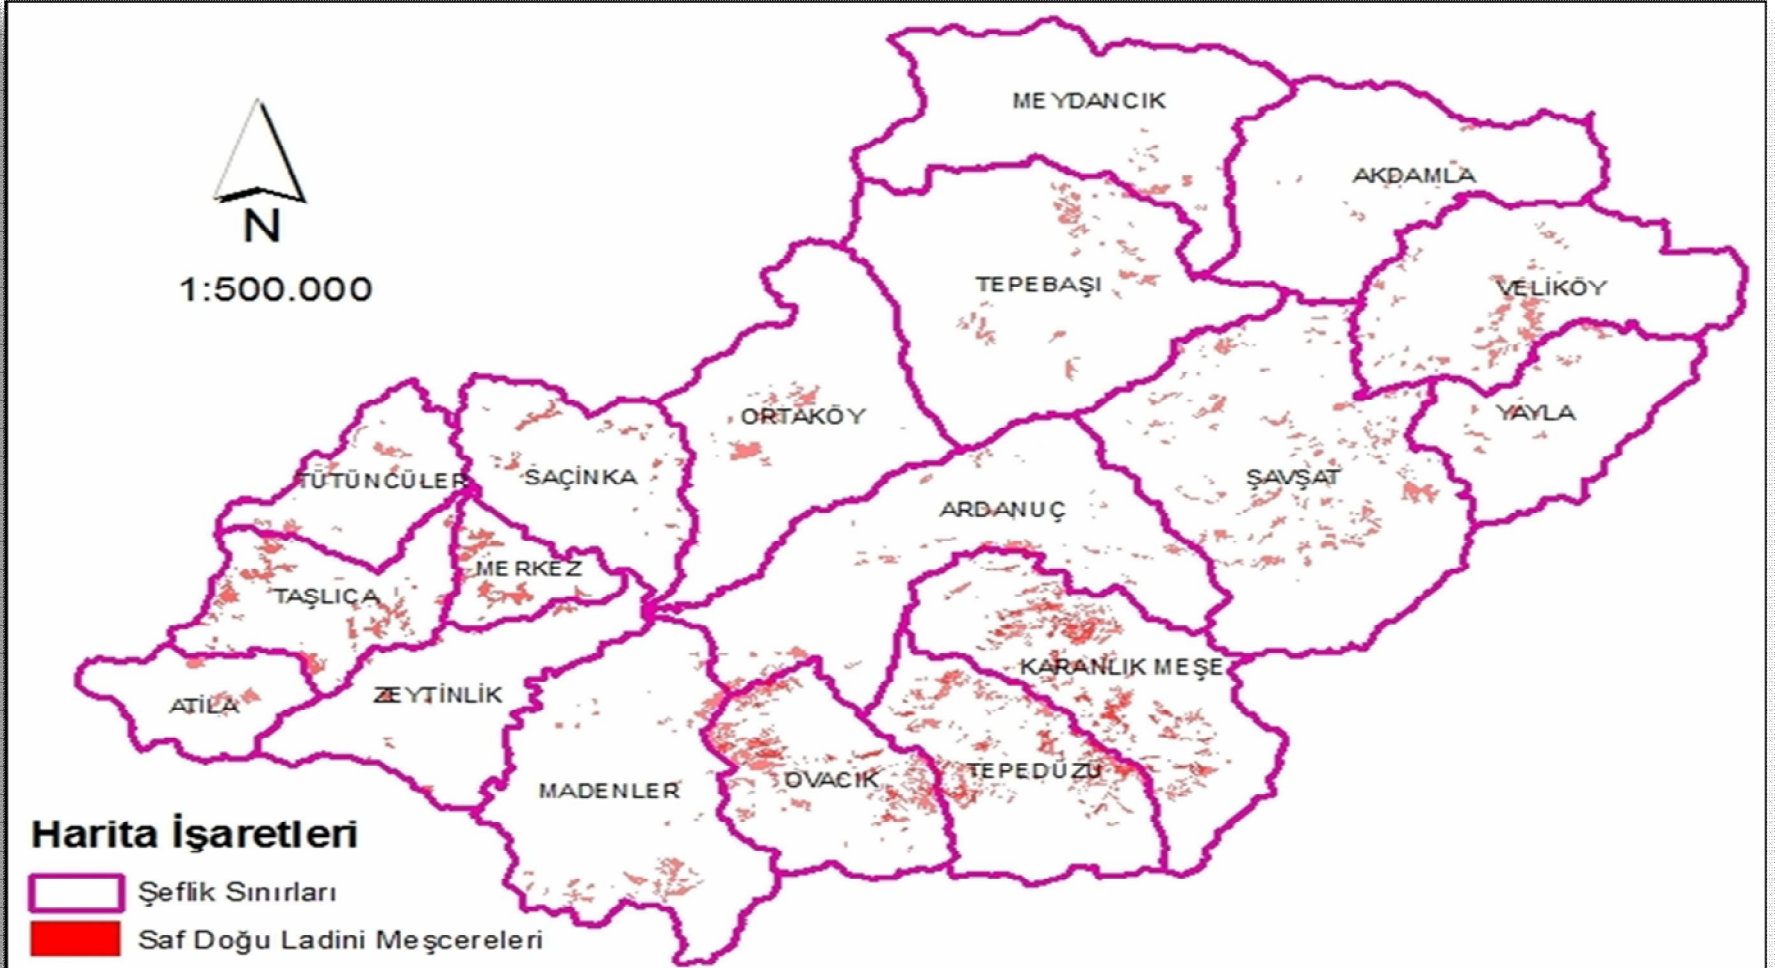 MEYDANCIK
AKDAMLA
N
1:500.000
TEPEBAŞI
VELİKÖY
ORTAKÖY
YAYLA
TÜTÜNCÜLER
SAÇİNKA
ŞAVŞAT
ARDANUÇ
MERKEZ
TAŞLICA
KARANLIK MEŞE
ATİLA
ZEYTİNLİK
OVACIK
TEPEDÜZÜ
MADENLER
Harita İşaretleri
Şeflik Sınırları
Saf Doğu Ladini Meşcereleri